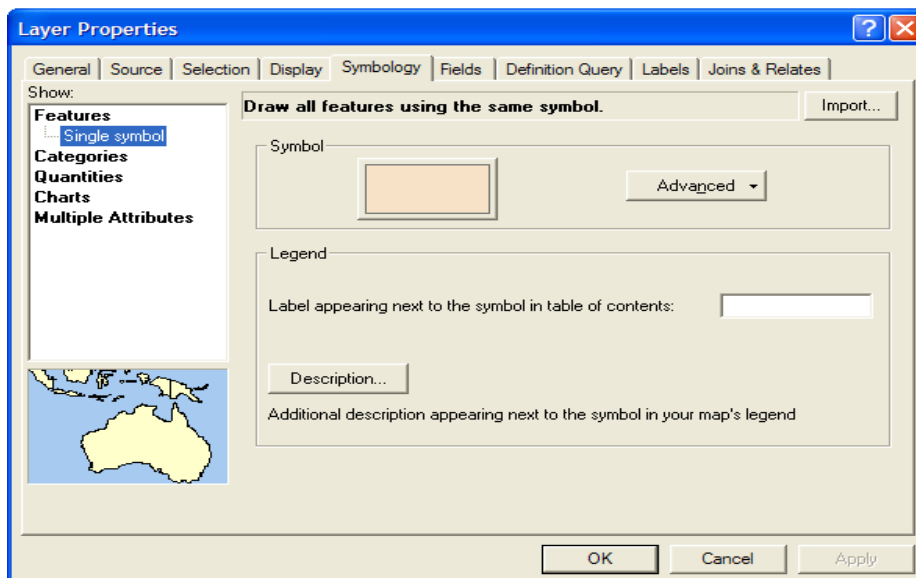 Layer Properties
General Source Selection Display Symbology Fields Definition Query Labels Joins & Relates
Show:
Features
Single symbol
Categories
Quantities
Charts
Multiple Attributes
Draw all features using the same symbol.
Import...
Symbol
Advanced
Legend
Label appearing next to the symbol in table of contents:
Description...
Additional description appearing next to the symbol in your map's legend
OK Cancel Apply